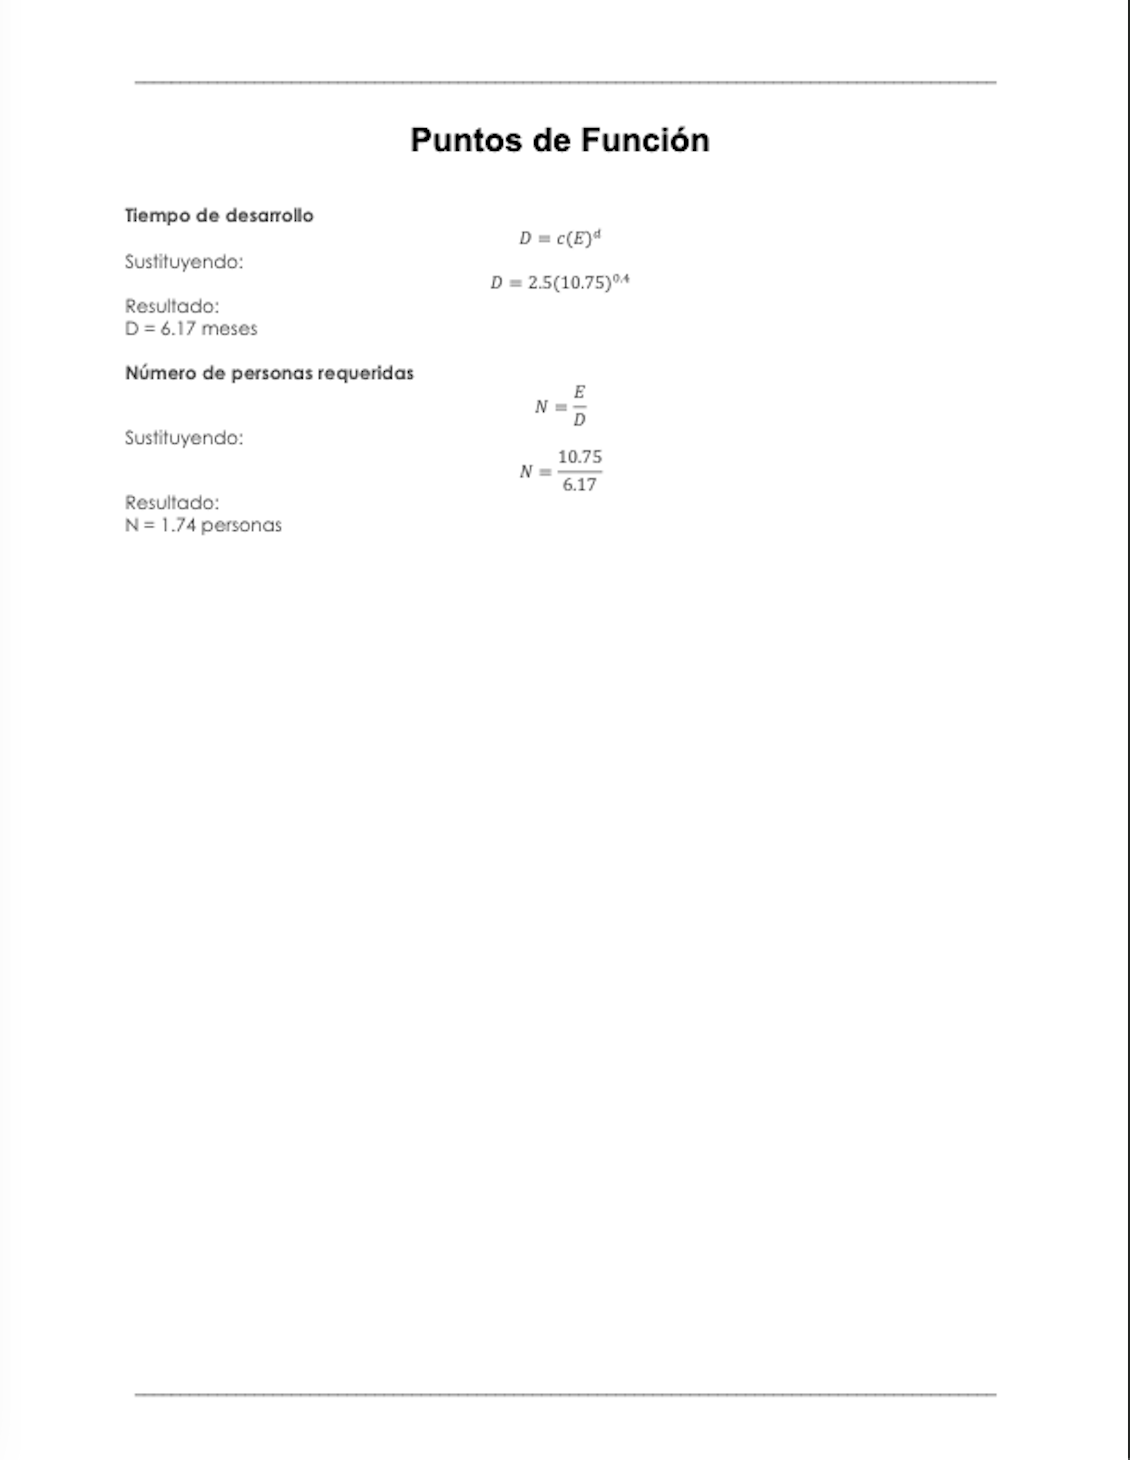 Puntos de Función
Tiempo de desarrollo
D = c(E)^d
Sustituyendo:
D = 2.5(10.75)^0.4
Resultado:
D = 6.17 meses
Número de personas requeridas
N = E/D
Sustituyendo:
N = 10.75/6.17
Resultado:
N = 1.74 personas